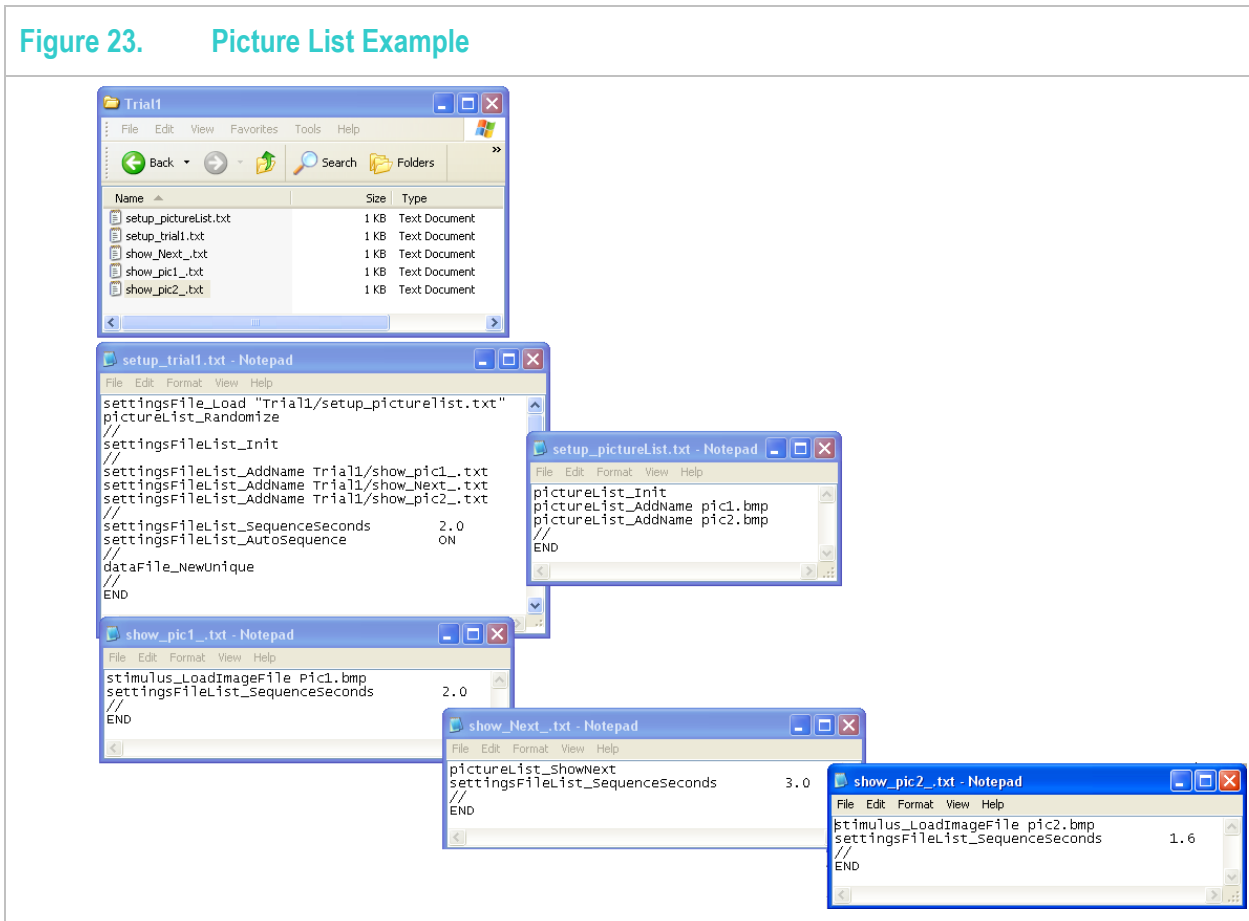 Figure 23. Picture List Example
Trial1
File Edit View Favorites Tools Help
Back Search Folders »
Name Size Type
setup_pictureList.txt 1 KB Text Document
setup_trial1.txt 1 KB Text Document
show_Next_.txt 1 KB Text Document
show_pic1_.txt 1 KB Text Document
show_pic2_.txt 1 KB Text Document
setup_trial1.txt - Notepad
File Edit Format View Help
settingsFile_Load "Trial1/setup_picturelist.txt"
pictureList_Randomize
//
settingsFileList_Init
//
settingsFileList_AddName Trial1/show_pic1_.txt
settingsFileList_AddName Trial1/show_Next_.txt
settingsFileList_AddName Trial1/show_pic2_.txt
//
settingsFileList_SequenceSeconds 2.0
settingsFileList_AutoSequence ON
//
dataFile_NewUnique
//
END
setup_pictureList.txt - Notepad
File Edit Format View Help
pictureList_Init
pictureList_AddName pic1.bmp
pictureList_AddName pic2.bmp
//
END
show_pic1_.txt - Notepad
File Edit Format View Help
stimulus_LoadImageFile Pic1.bmp
settingsFileList_SequenceSeconds 2.0
//
END
show_Next_.txt - Notepad
File Edit Format View Help
pictureList_ShowNext
settingsFileList_SequenceSeconds 3.0
//
END
show_pic2_.txt - Notepad
File Edit Format View Help
stimulus_LoadImageFile pic2.bmp
settingsFileList_SequenceSeconds 1.6
//
END